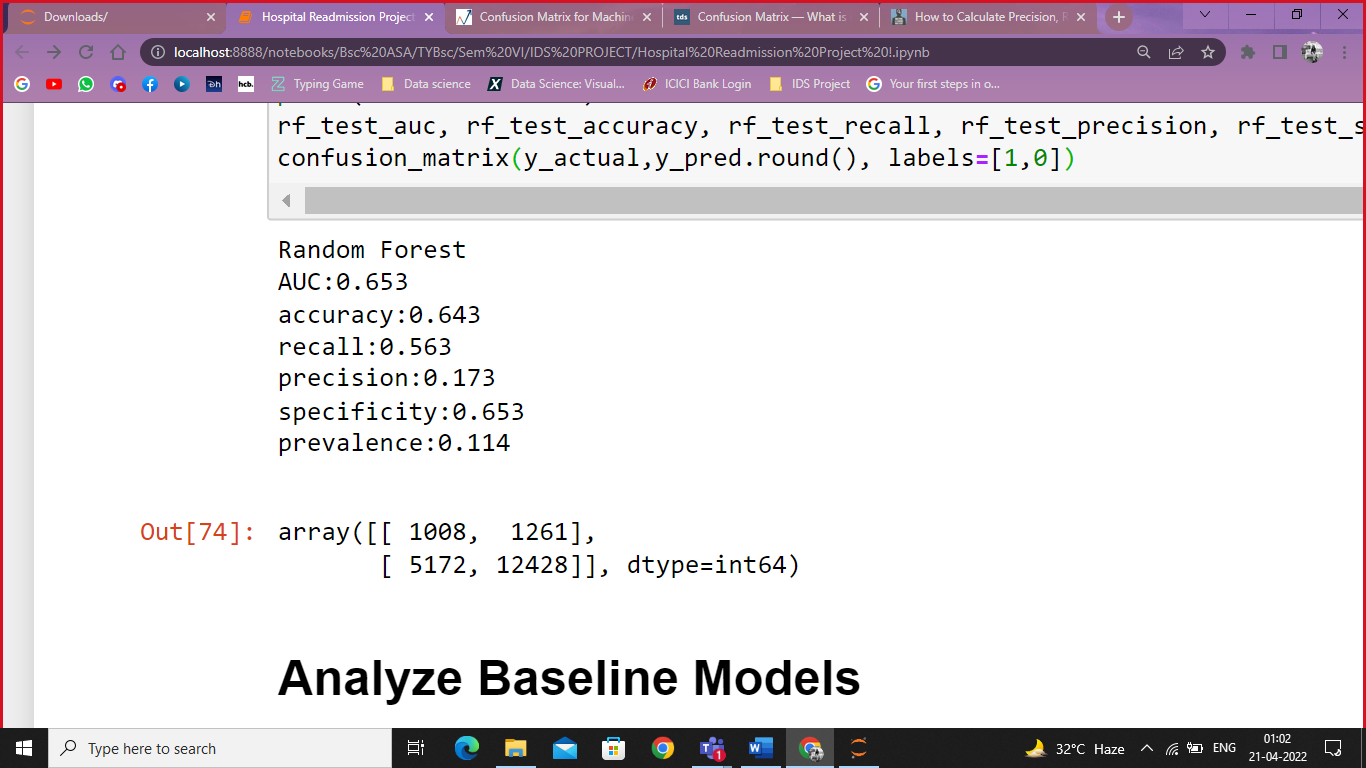 Downloads/
Hospital Readmission Project
Confusion Matrix for Machin
Confusion Matrix — What is
How to Calculate Precision, R
localhost:8888/notebooks/Bsc%20ASA/TYBsc/Sem%20VI/IDS%20PROJECT/Hospital%20Readmission%20Project%20!.ipynb
Typing Game
Data science
Data Science: Visual...
ICICI Bank Login
IDS Project
Your first steps in o...
rf_test_auc, rf_test_accuracy, rf_test_recall, rf_test_precision, rf_test_s
confusion_matrix(y_actual,y_pred.round(), labels=[1,0])
Random Forest
AUC:0.653
accuracy:0.643
recall:0.563
precision:0.173
specificity:0.653
prevalence:0.114
Out[74]: array([[ 1008,  1261],
[ 5172, 12428]], dtype=int64)
Analyze Baseline Models
Type here to search
32°C Haze
ENG
01:02
21-04-2022